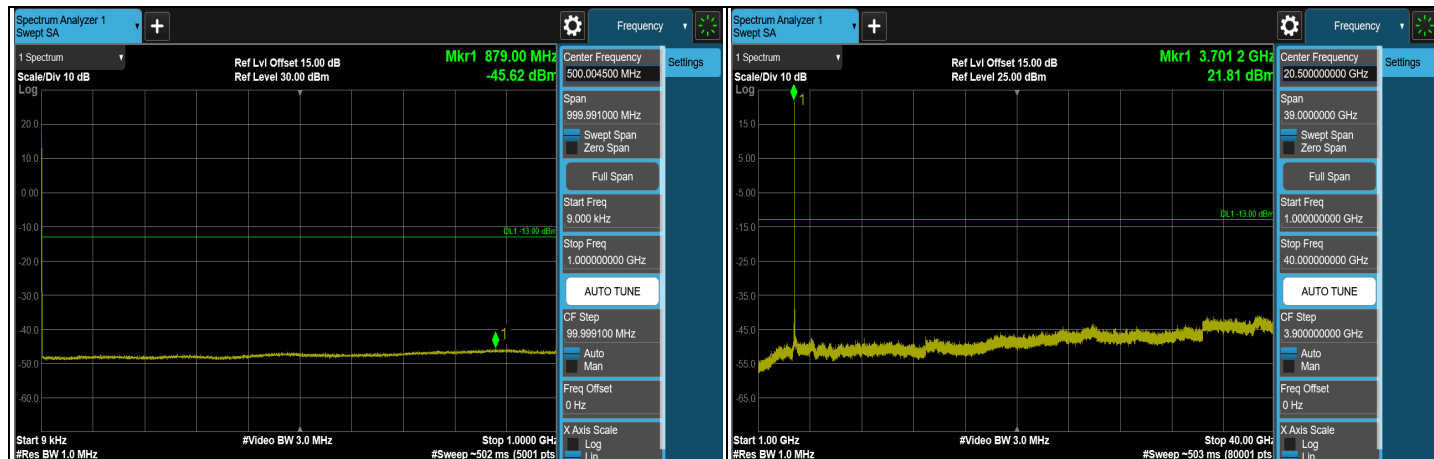 Spectrum Analyzer 1
Swept SA
+
Frequency
1 Spectrum
Scale/Div 10 dB
Log
Ref Lvl Offset 15.00 dB
Ref Level 30.00 dBm
Mkr1 879.00 MHz
-45.62 dBm
1
20.0
10.0
0.00
-10.0
-20.0
-30.0
-40.0
-50.0
-60.0
DL1 -13.00 dBm
Start 9 kHz
#Res BW 1.0 MHz
#Video BW 3.0 MHz
Stop 1.0000 GHz
#Sweep ~502 ms (5001 pts
Center Frequency
500.004500 MHz
Settings
Span
999.991000 MHz
Swept Span
Zero Span
Full Span
Start Freq
9.000 kHz
Stop Freq
1.000000000 GHz
AUTO TUNE
CF Step
99.999100 MHz
Auto
Man
Freq Offset
0 Hz
X Axis Scale
Log
Lin
Spectrum Analyzer 1
Swept SA
+
Frequency
1 Spectrum
Scale/Div 10 dB
Log
Ref Lvl Offset 15.00 dB
Ref Level 25.00 dBm
Mkr1 3.701 2 GHz
21.81 dBm
1
15.0
5.00
-5.00
-15.0
-25.0
-35.0
-45.0
-55.0
-65.0
DL1 -13.00 dBm
Start 1.00 GHz
#Res BW 1.0 MHz
#Video BW 3.0 MHz
Stop 40.00 GHz
#Sweep ~503 ms (80001 pts
Center Frequency
20.500000000 GHz
Settings
Span
39.0000000 GHz
Swept Span
Zero Span
Full Span
Start Freq
1.000000000 GHz
Stop Freq
40.000000000 GHz
AUTO TUNE
CF Step
3.900000000 GHz
Auto
Man
Freq Offset
0 Hz
X Axis Scale
Log
Lin